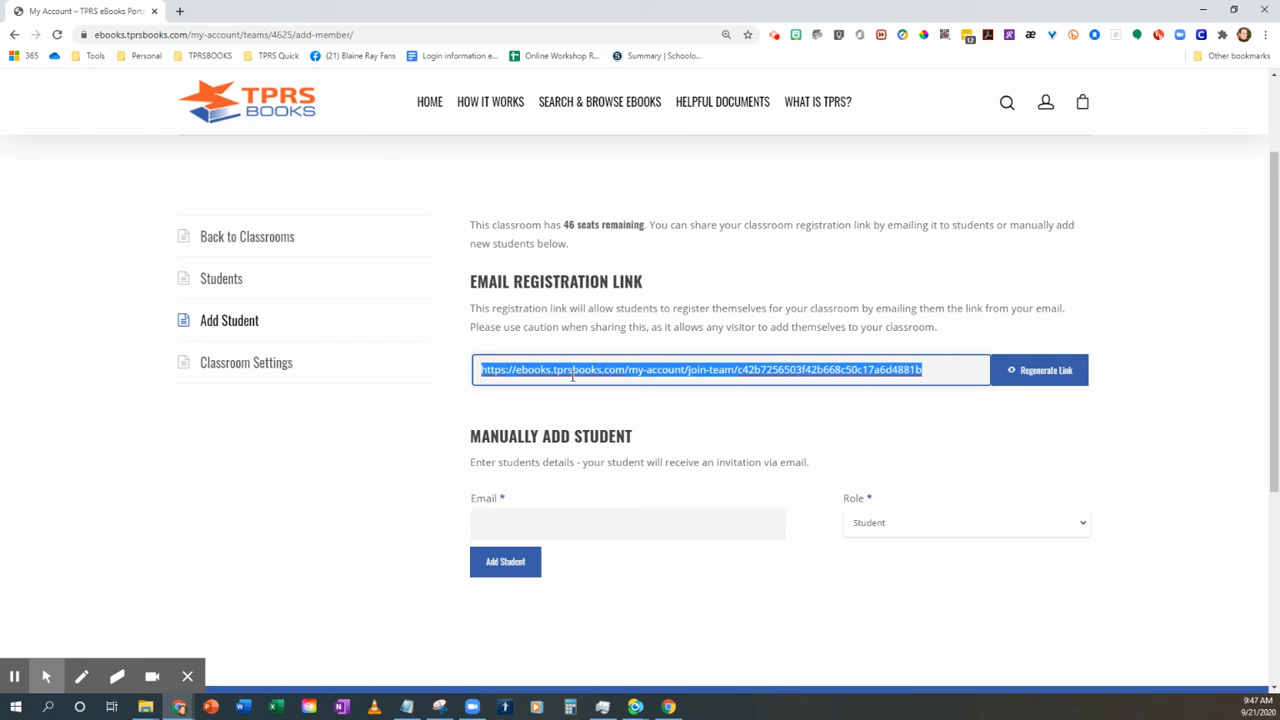 My Account – TPRS eBooks Portal
ebooks.tprsbooks.com/my-account/teams/4625/add-member/
365 Tools Personal TPRSBOOKS TPRS Quick (21) Blaine Ray Fans Login information e... Online Workshop R... Summary | Schoolo... Other bookmarks
TPRS
BOOKS
HOME HOW IT WORKS SEARCH & BROWSE EBOOKS HELPFUL DOCUMENTS WHAT IS TPRS?
Back to Classrooms
Students
Add Student
Classroom Settings
This classroom has 46 seats remaining. You can share your classroom registration link by emailing it to students or manually add
new students below.
EMAIL REGISTRATION LINK
This registration link will allow students to register themselves for your classroom by emailing them the link from your email.
Please use caution when sharing this, as it allows any visitor to add themselves to your classroom.
https://ebooks.tprsbooks.com/my-account/join-team/c42b7256503f42b668c50c17a6d4881b
Regenerate Link
MANUALLY ADD STUDENT
Enter students details - your student will receive an invitation via email.
Email * Role *
Student
Add Student
9:47 AM
9/21/2020